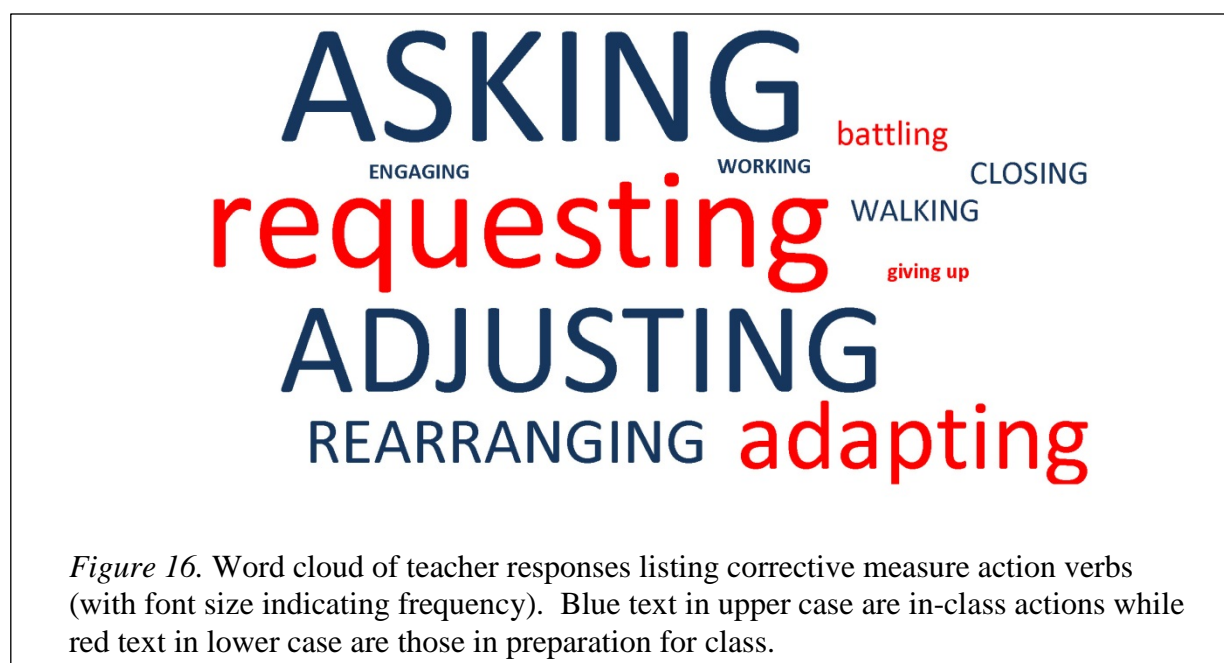 ASKING
battling
ENGAGING
WORKING
CLOSING
requesting
WALKING
giving up
ADJUSTING
REARRANGING
adapting
Figure 16. Word cloud of teacher responses listing corrective measure action verbs
(with font size indicating frequency). Blue text in upper case are in-class actions while
red text in lower case are those in preparation for class.